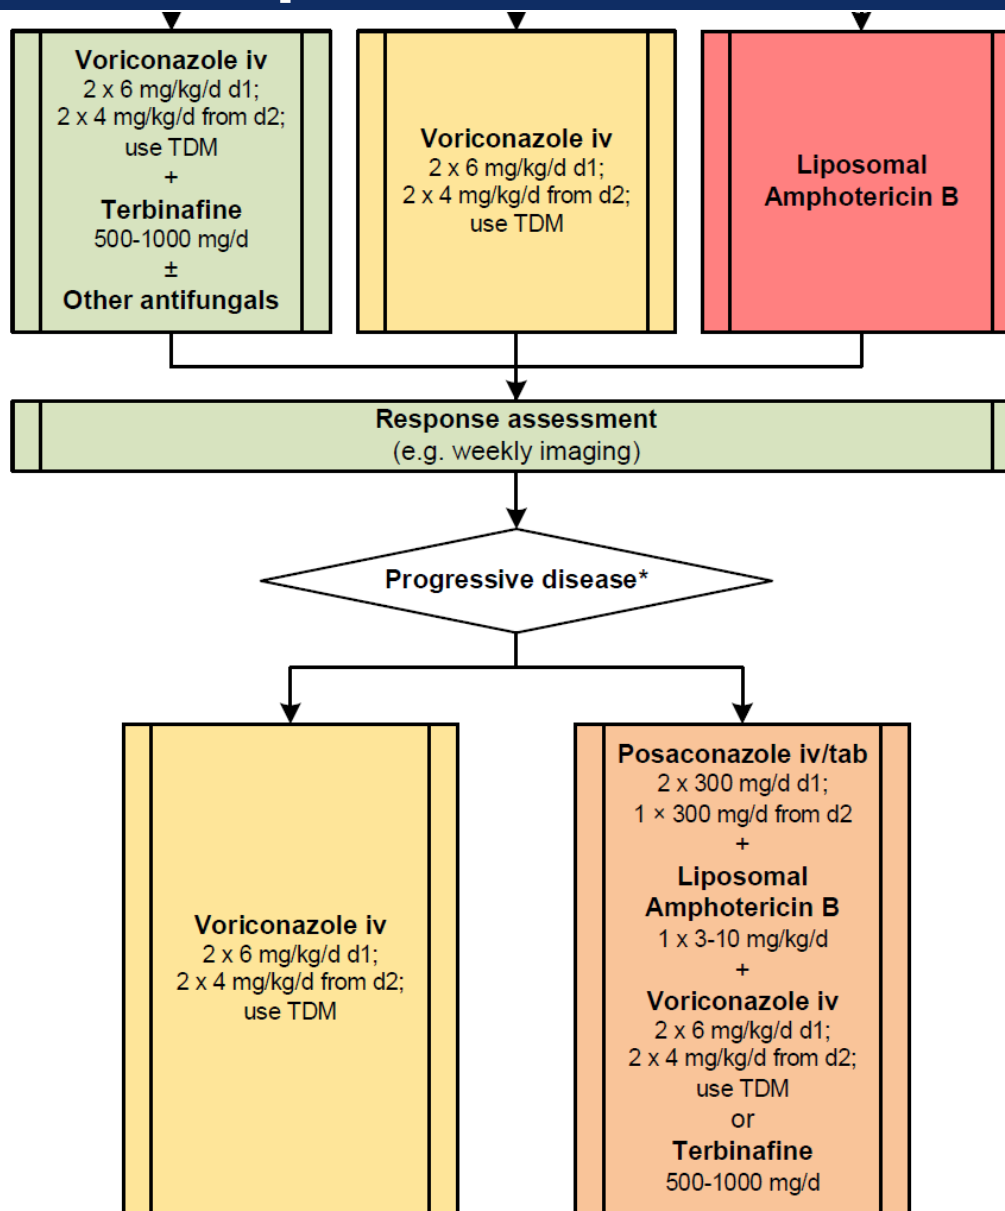 Voriconazole iv
2 x 6 mg/kg/d d1;
2 x 4 mg/kg/d from d2;
use TDM
+
Terbinafine
500-1000 mg/d
±
Other antifungals
Voriconazole iv
2 x 6 mg/kg/d d1;
2 x 4 mg/kg/d from d2;
use TDM
Liposomal
Amphotericin B
Response assessment
(e.g. weekly imaging)
Progressive disease*
Voriconazole iv
2 x 6 mg/kg/d d1;
2 x 4 mg/kg/d from d2;
use TDM
Posaconazole iv/tab
2 x 300 mg/d d1;
1 × 300 mg/d from d2
+
Liposomal
Amphotericin B
1 x 3-10 mg/kg/d
+
Voriconazole iv
2 x 6 mg/kg/d d1;
2 x 4 mg/kg/d from d2;
use TDM
or
Terbinafine
500-1000 mg/d